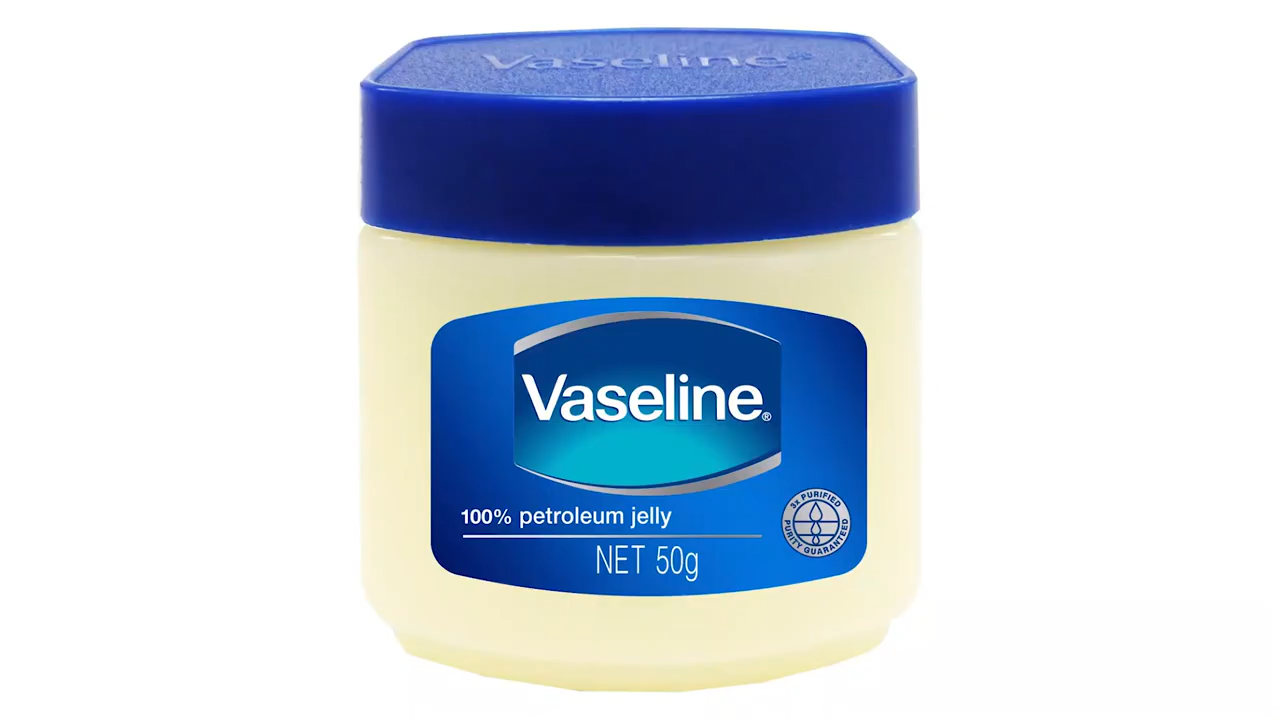 Vaseline®
Vaseline®
100% petroleum jelly
NET 50g
3x PURIFIED
PURITY GUARANTEED